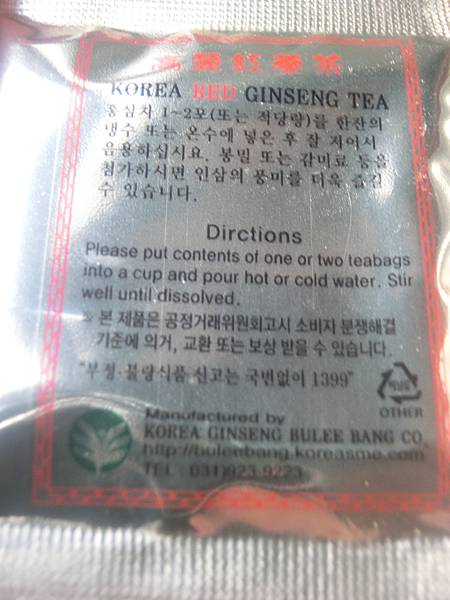 高麗紅蔘茶
KOREA RED GINSENG TEA
홍삼차 1~2포(또는 적당량)를 한잔의
냉수 또는 온수에 넣은 후 잘 저어서
음용하십시요. 봉밀 또는 감미료 등을
첨가하시면 인삼의 풍미를 더욱 즐길
수 있습니다.
Dirctions
Please put contents of one or two teabags
into a cup and pour hot or cold water. Stir
well until dissolved.
※ 본 제품은 공정거래위원회고시 소비자 분쟁해결
기준에 의거, 교환 또는 보상 받을 수 있습니다.
"부정·불량식품 신고는 국번없이 1399"
OTHER
Manufactured by
KOREA GINSENG BULEE BANG CO.
http://buleebang.koreasme.com
TEL : 031)923.9223